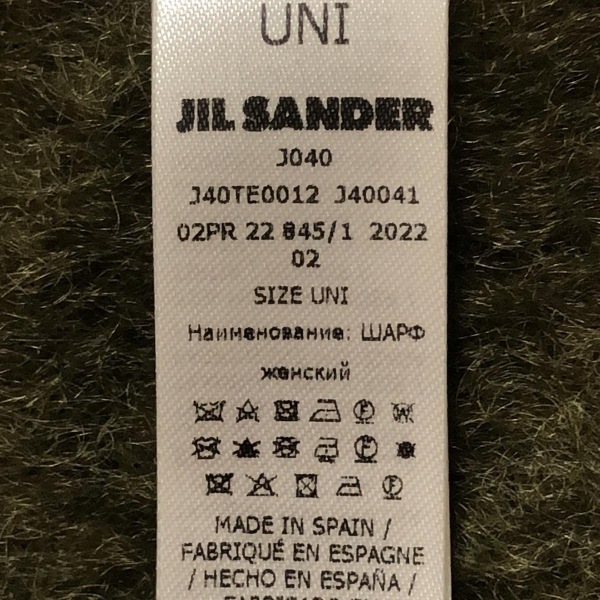 UNI
JIL SANDER
J040
J40TE0012 J40041
02PR 22 845/1 2022
02
SIZE UNI
Наименование: ШАРФ
женский
MADE IN SPAIN /
FABRIQUÉ EN ESPAGNE
/ HECHO EN ESPAÑA /